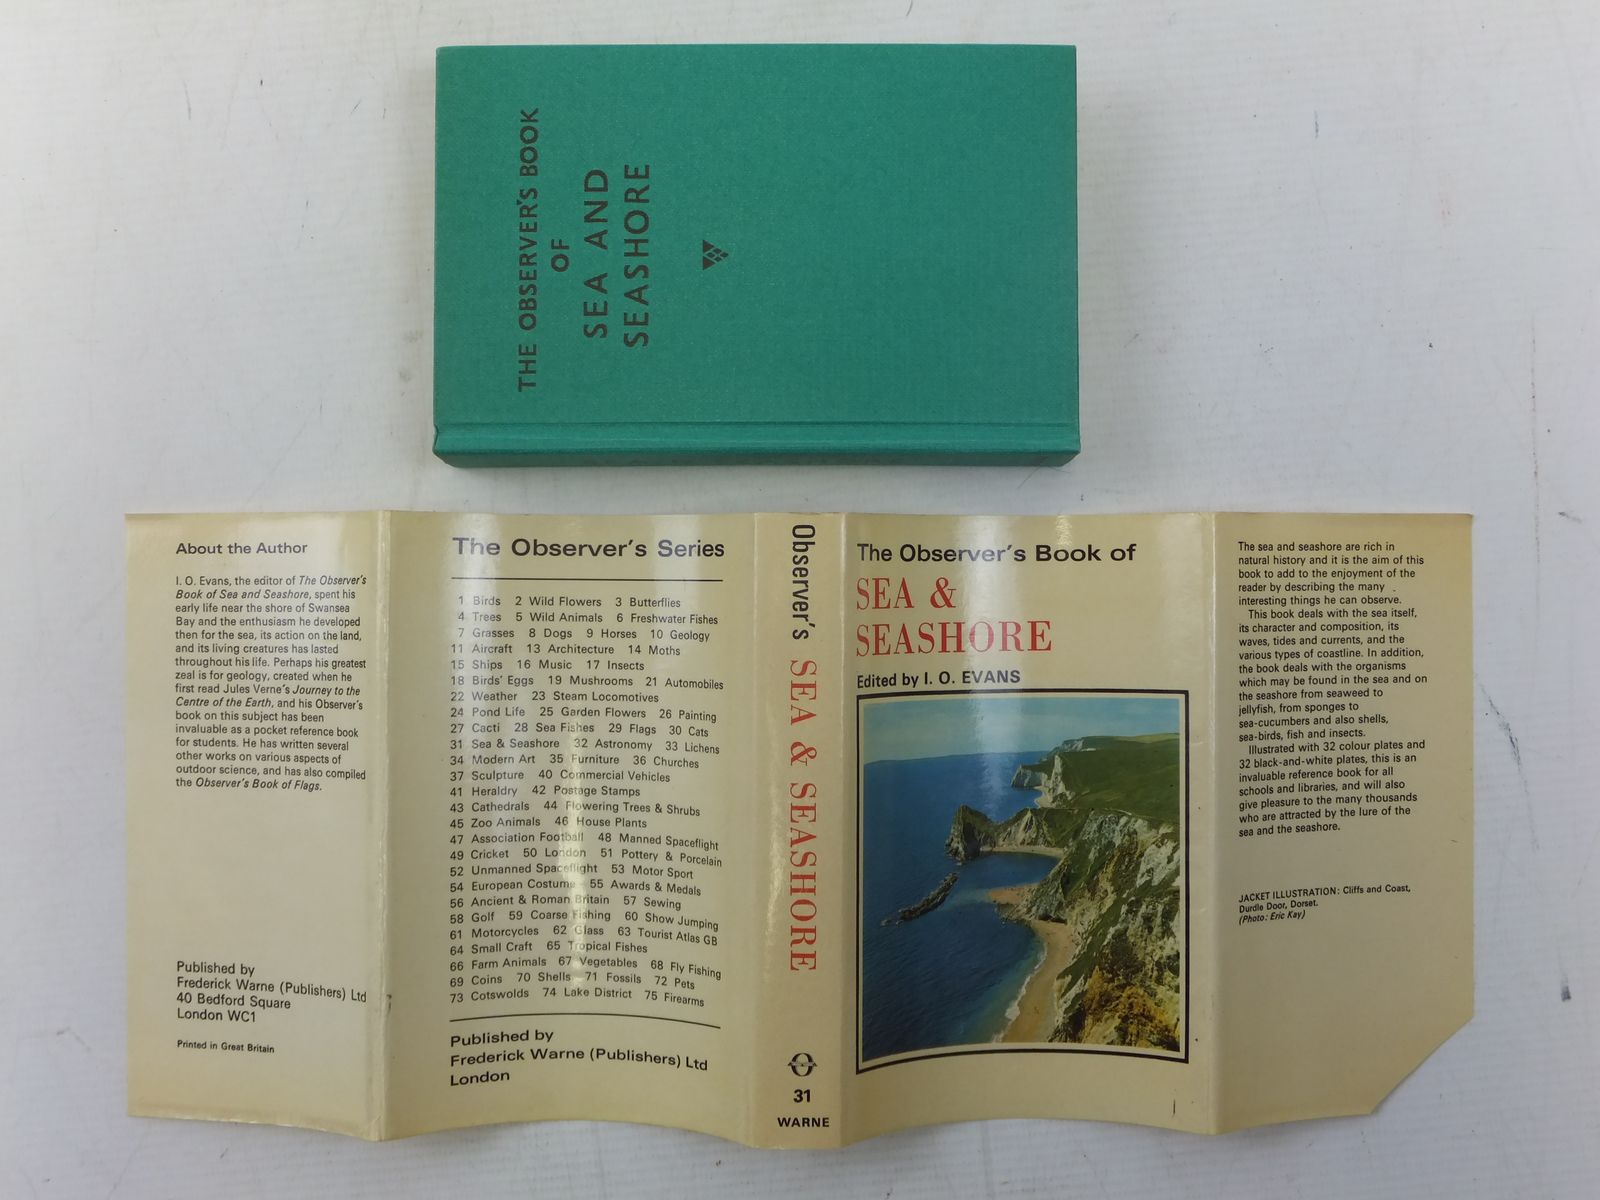 THE OBSERVER'S BOOK
OF
SEA AND
SEASHORE
About the Author
I. O. Evans, the editor of The Observer's
Book of Sea and Seashore, spent his
early life near the shore of Swansea
Bay and the enthusiasm he developed
then for the sea, its action on the land,
and its living creatures has lasted
throughout his life. Perhaps his greatest
zeal is for geology, created when he
first read Jules Verne's Journey to the
Centre of the Earth, and his Observer's
book on this subject has been
invaluable as a pocket reference book
for students. He has written several
other works on various aspects of
outdoor science, and has also compiled
the Observer's Book of Flags.
Published by
Frederick Warne (Publishers) Ltd
40 Bedford Square
London WC1
Printed in Great Britain
The Observer's Series
1 Birds 2 Wild Flowers 3 Butterflies
4 Trees 5 Wild Animals 6 Freshwater Fishes
7 Grasses 8 Dogs 9 Horses 10 Geology
11 Aircraft 13 Architecture 14 Moths
15 Ships 16 Music 17 Insects
18 Birds' Eggs 19 Mushrooms 21 Automobiles
22 Weather 23 Steam Locomotives
24 Pond Life 25 Garden Flowers 26 Painting
27 Cacti 28 Sea Fishes 29 Flags 30 Cats
31 Sea & Seashore 32 Astronomy 33 Lichens
34 Modern Art 35 Furniture 36 Churches
37 Sculpture 40 Commercial Vehicles
41 Heraldry 42 Postage Stamps
43 Cathedrals 44 Flowering Trees & Shrubs
45 Zoo Animals 46 House Plants
47 Association Football 48 Manned Spaceflight
49 Cricket 50 London 51 Pottery & Porcelain
52 Unmanned Spaceflight 53 Motor Sport
54 European Costume 55 Awards & Medals
56 Ancient & Roman Britain 57 Sewing
58 Golf 59 Coarse Fishing 60 Show Jumping
61 Motorcycles 62 Glass 63 Tourist Atlas GB
64 Small Craft 65 Tropical Fishes
66 Farm Animals 67 Vegetables 68 Fly Fishing
69 Coins 70 Shells 71 Fossils 72 Pets
73 Cotswolds 74 Lake District 75 Firearms
Published by
Frederick Warne (Publishers) Ltd
London
Observer's SEA & SEASHORE
31
WARNE
The Observer's Book of
SEA &
SEASHORE
Edited by I. O. EVANS
The sea and seashore are rich in
natural history and it is the aim of this
book to add to the enjoyment of the
reader by describing the many
interesting things he can observe.
This book deals with the sea itself,
its character and composition, its
waves, tides and currents, and the
various types of coastline. In addition,
the book deals with the organisms
which may be found in the sea and on
the seashore from seaweed to
jellyfish, from sponges to
sea-cucumbers and also shells,
sea-birds, fish and insects.
Illustrated with 32 colour plates and
32 black-and-white plates, this is an
invaluable reference book for all
schools and libraries, and will also
give pleasure to the many thousands
who are attracted by the lure of the
sea and the seashore.
JACKET ILLUSTRATION: Cliffs and Coast,
Durdle Door, Dorset.
(Photo: Eric Kay)